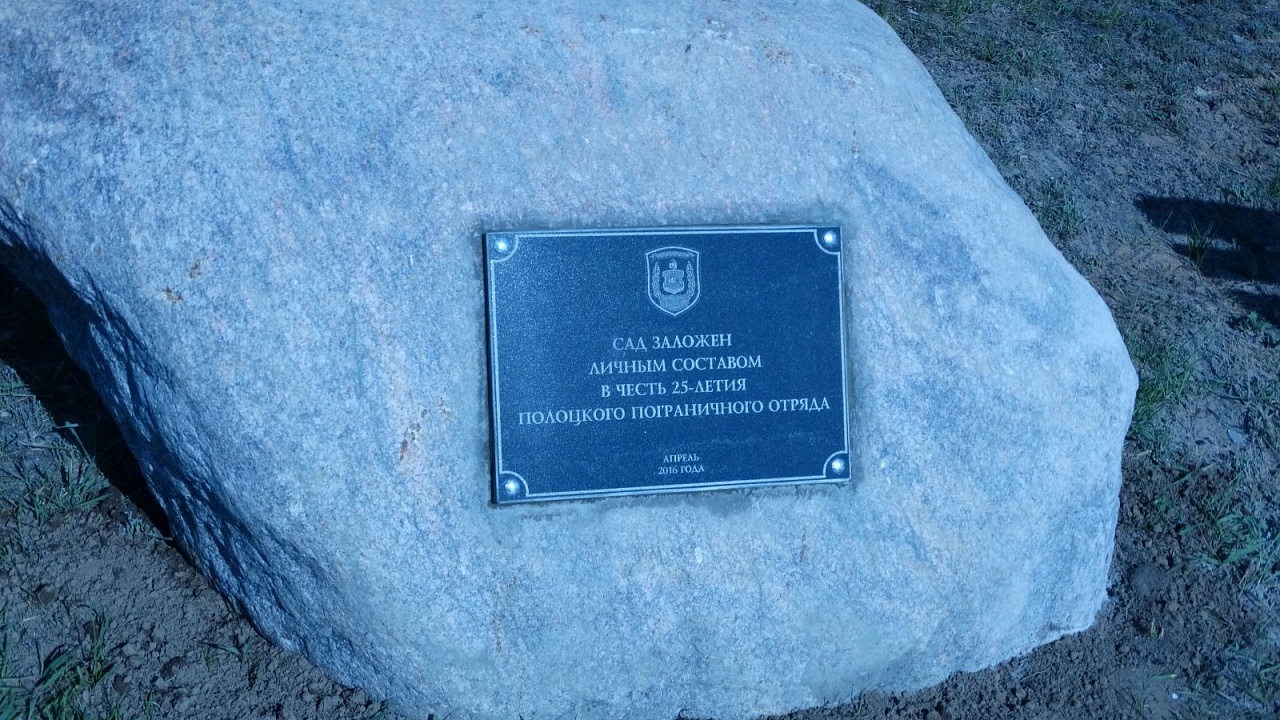 САД ЗАЛОЖЕН
ЛИЧНЫМ СОСТАВОМ
В ЧЕСТЬ 25-ЛЕТИЯ
ПОЛОЦКОГО ПОГРАНИЧНОГО ОТРЯДА
АПРЕЛЬ
2016 ГОДА